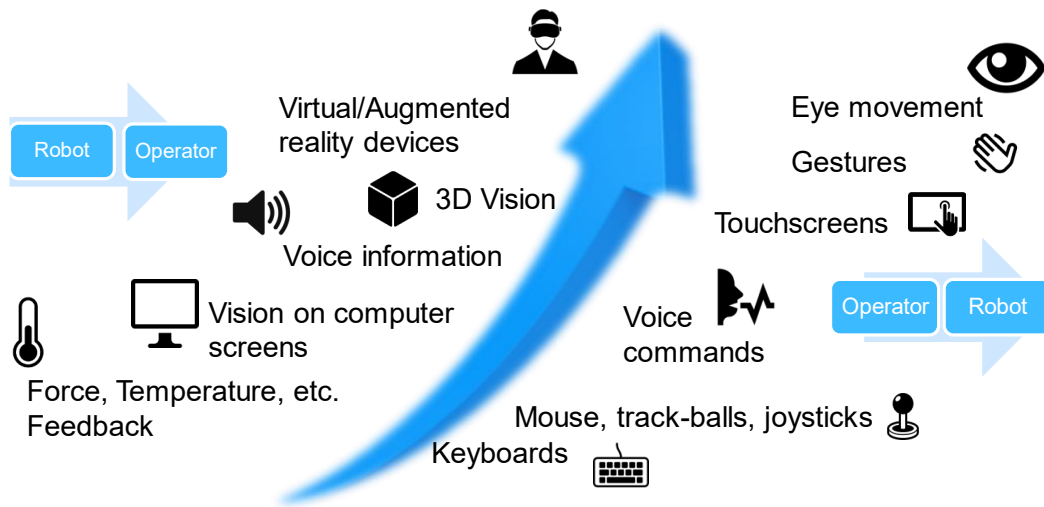 Virtual/Augmented
reality devices
Robot
Operator
3D Vision
Voice information
Vision on computer
screens
Force, Temperature, etc.
Feedback
Eye movement
Gestures
Touchscreens
Operator
Robot
Voice
commands
Mouse, track-balls, joysticks
Keyboards